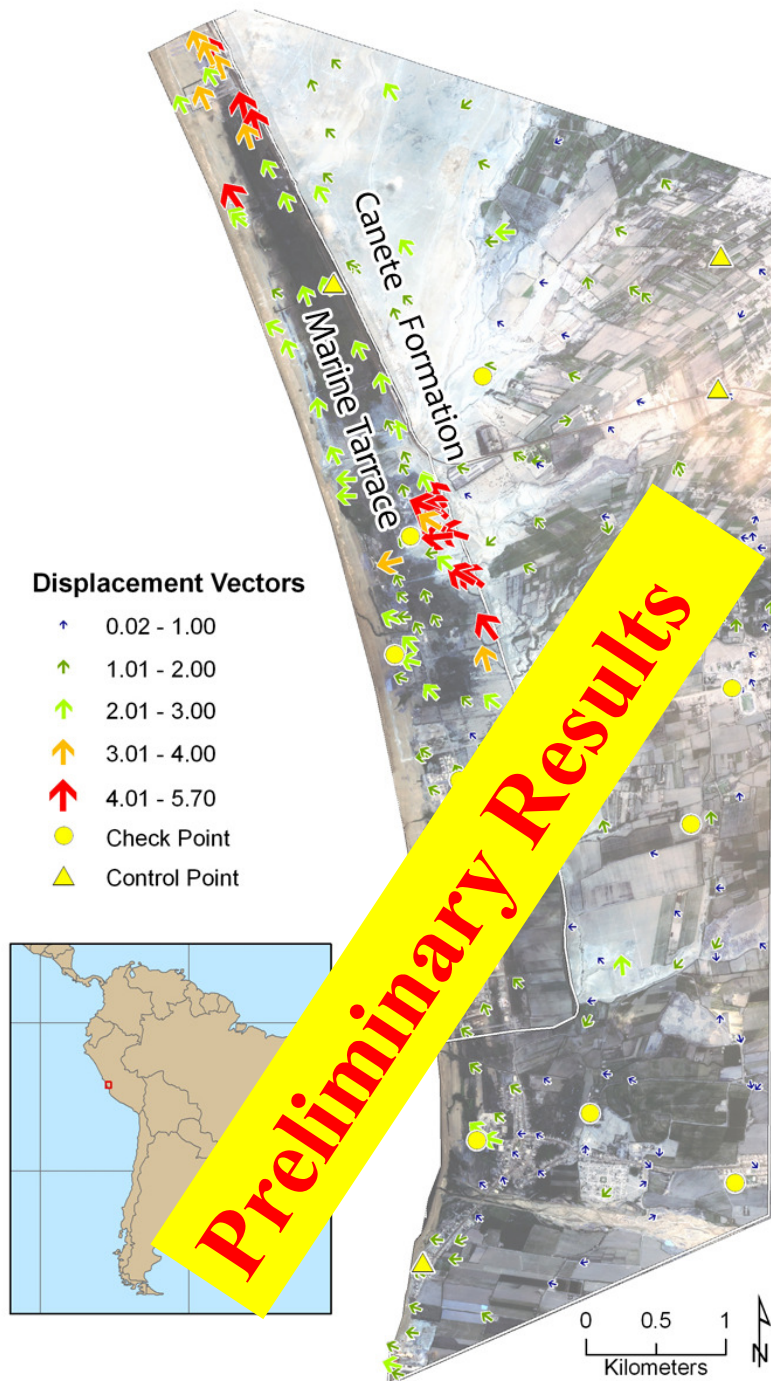 Canete Formation
Marine Tarrace
Displacement Vectors
0.02 - 1.00
1.01 - 2.00
2.01 - 3.00
3.01 - 4.00
4.01 - 5.70
Check Point
Control Point
Preliminary Results
0 0.5 1
Kilometers
N